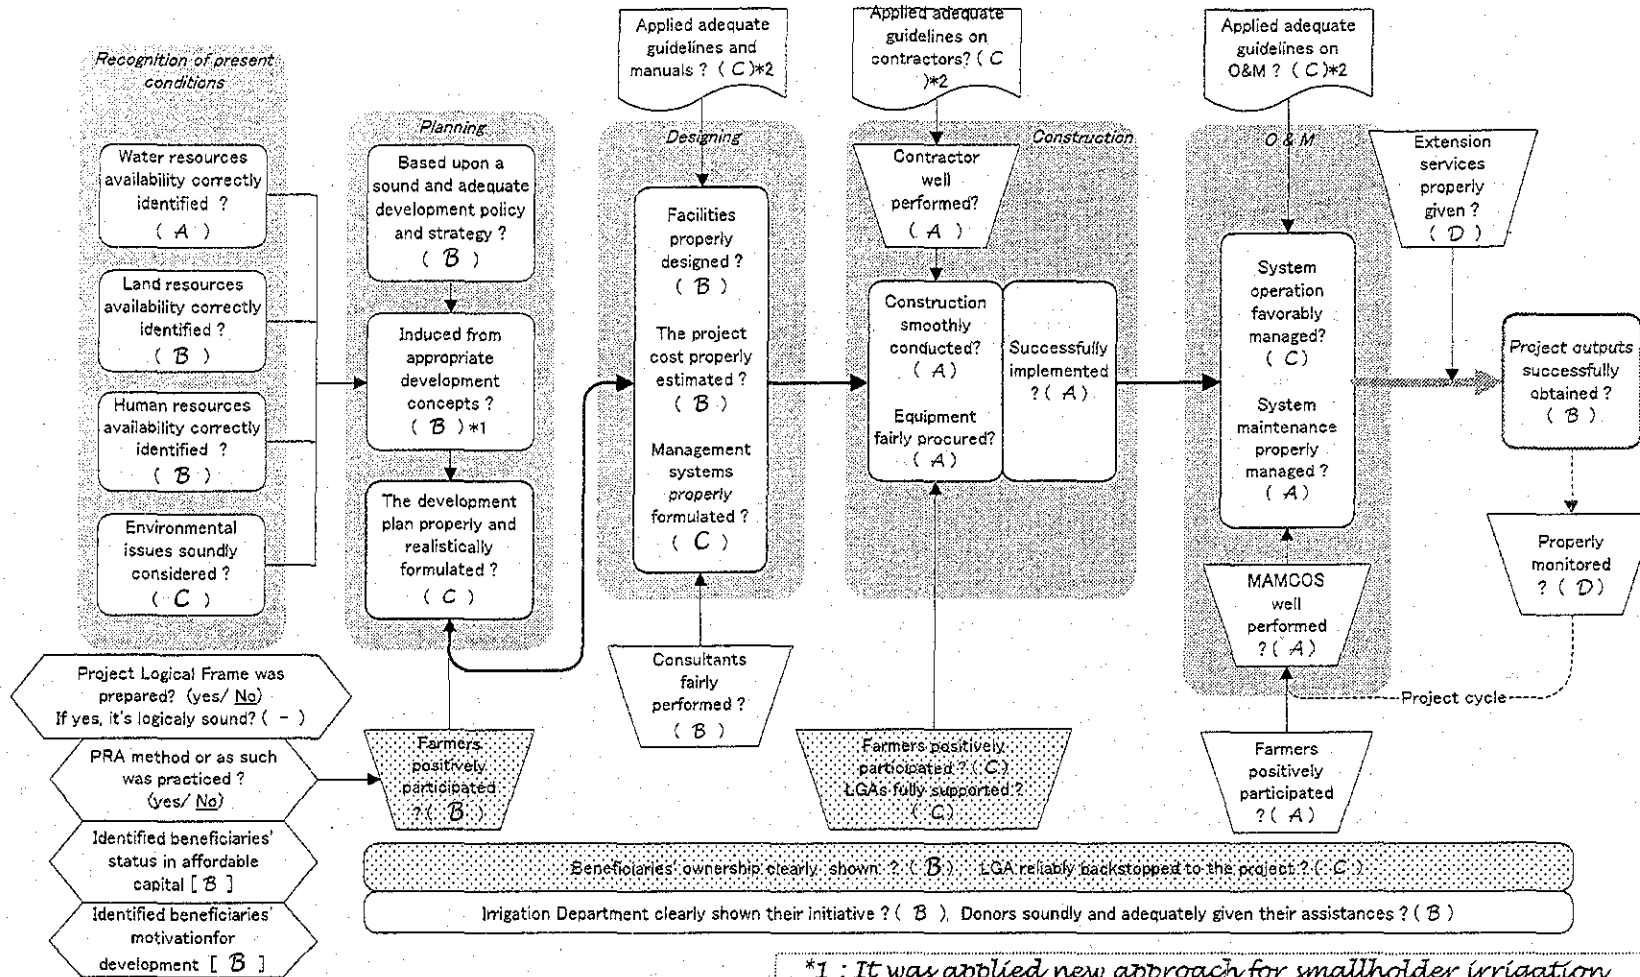 Recognition of present
conditions
Water resources
availability correctly
identified ?
( A )
Land resources
availability correctly
identified ?
( B )
Human resources
availability correctly
identified ?
( B )
Environmental
issues soundly
considered ?
( C )
Planning
Based upon a
sound and adequate
development policy
and strategy ?
( B )
Induced from
appropriate
development
concepts ?
( B ) *1
The development
plan properly and
realistically
formulated ?
( C )
Applied adequate
guidelines and
manuals ? ( C )*2
Designing
Facilities
properly
designed ?
( B )
The project
cost properly
estimated ?
( B )
Management
systems
properly
formulated ?
( C )
Consultants
fairly
performed ?
( B )
Applied adequate
guidelines on
contractors? ( C
)*2
Construction
Contractor
well
performed?
( A )
Construction
smoothly
conducted?
( A )
Equipment
fairly procured?
( A )
Successfully
implemented
? ( A )
Applied adequate
guidelines on
O&M ? ( C )*2
O & M
System
operation
favorably
managed?
( C )
System
maintenance
properly
managed ?
( A )
MAMCOS
well
performed
? ( A )
Extension
services
properly
given ?
( D )
Project outputs
successfully
obtained ?
( B )
Properly
monitored
? ( D )
Project cycle
Project Logical Frame was
prepared? (yes/ No)
If yes, it's logicaly sound? ( - )
PRA method or as such
was practiced ?
(yes/ No)
Identified beneficiaries'
status in affordable
capital [ B ]
Identified beneficiaries'
motivationfor
development [ B ]
Farmers
positively
participated
? ( B )
Farmers positively
participated ? ( C )
LGAs fully supported ?
( C )
Farmers
positively
participated
? ( A )
Beneficiaries' ownership clearly shown ? ( B ) LGA reliably backstopped to the project ? ( C )
Irrigation Department clearly shown their initiative ? ( B ), Donors soundly and adequately given their assistances ? ( B )
*1 : It was applied new approach for smallholder irrigation